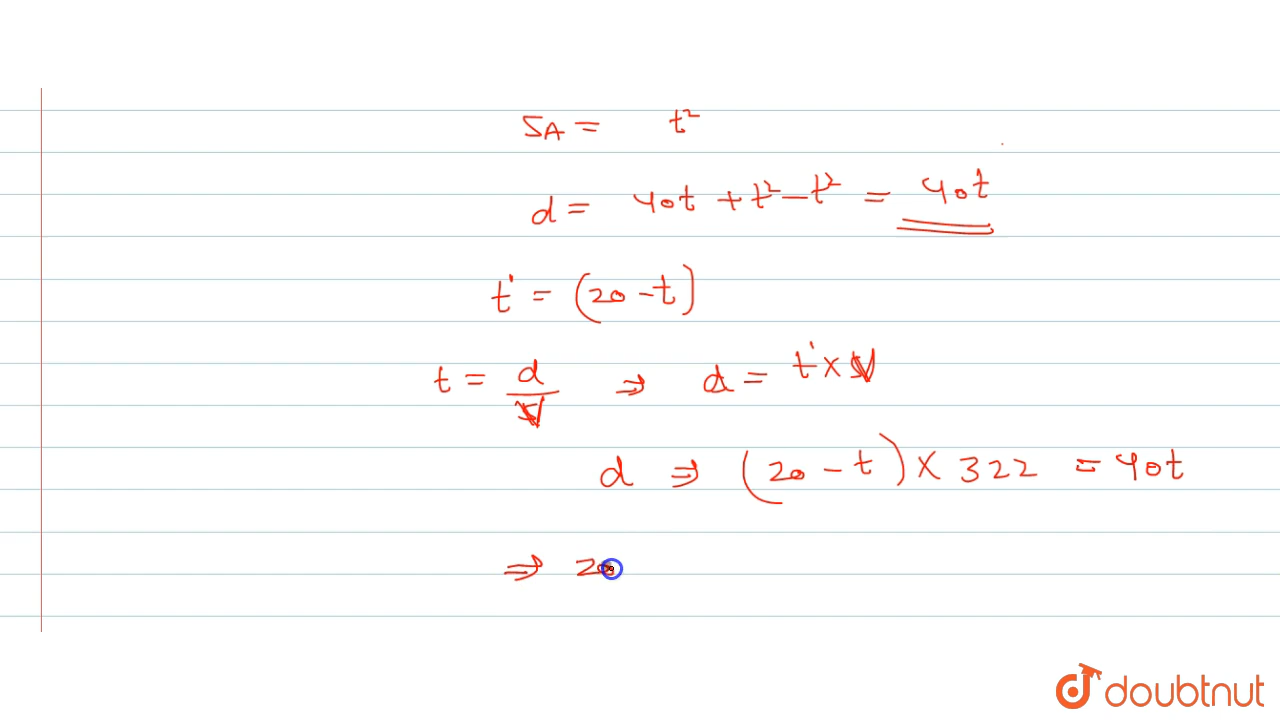 SA = t²
d = 40t + t² - t² = 40t
t' = (20 - t)
t = d/V ⇒ d = t' × V
d ⇒ (20 - t) × 322 = 40t
⇒ 20
doubtnut